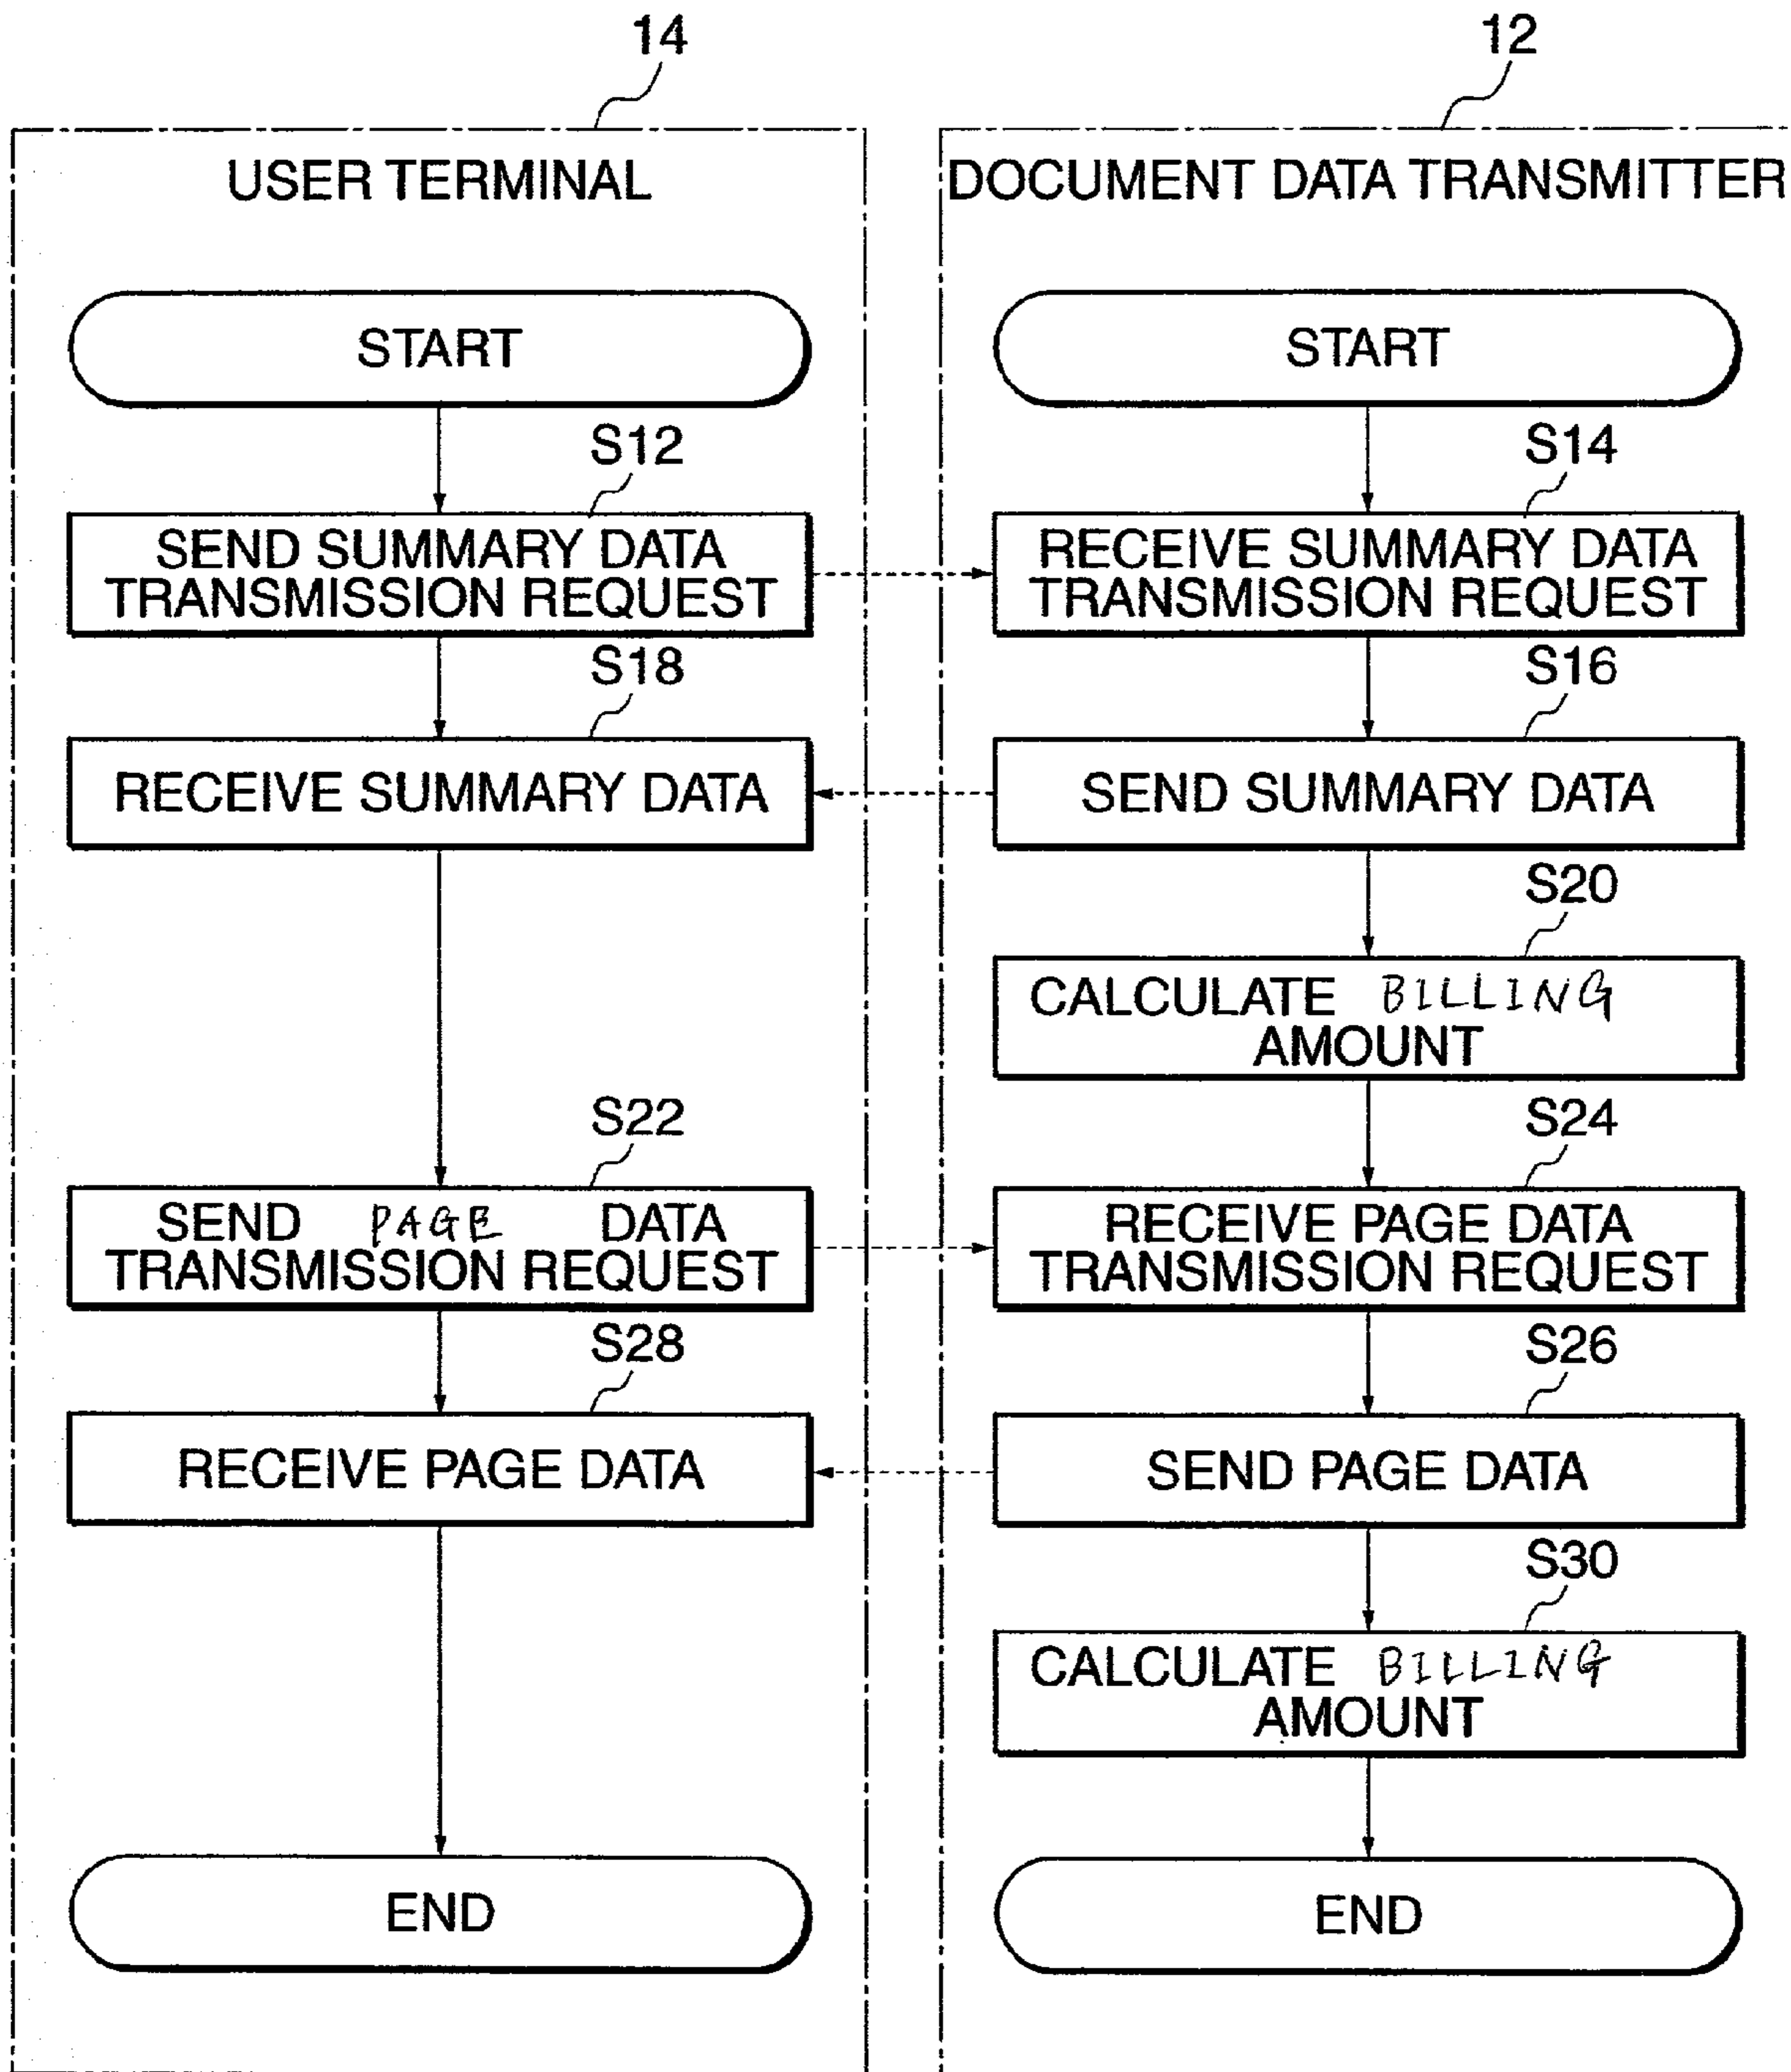 14
12
USER TERMINAL
DOCUMENT DATA TRANSMITTER
START
START
S12
S14
SEND SUMMARY DATA
TRANSMISSION REQUEST
RECEIVE SUMMARY DATA
TRANSMISSION REQUEST
S18
S16
RECEIVE SUMMARY DATA
SEND SUMMARY DATA
S20
CALCULATE BILLING
AMOUNT
S22
S24
SEND PAGE DATA
TRANSMISSION REQUEST
RECEIVE PAGE DATA
TRANSMISSION REQUEST
S28
S26
RECEIVE PAGE DATA
SEND PAGE DATA
S30
CALCULATE BILLING
AMOUNT
END
END